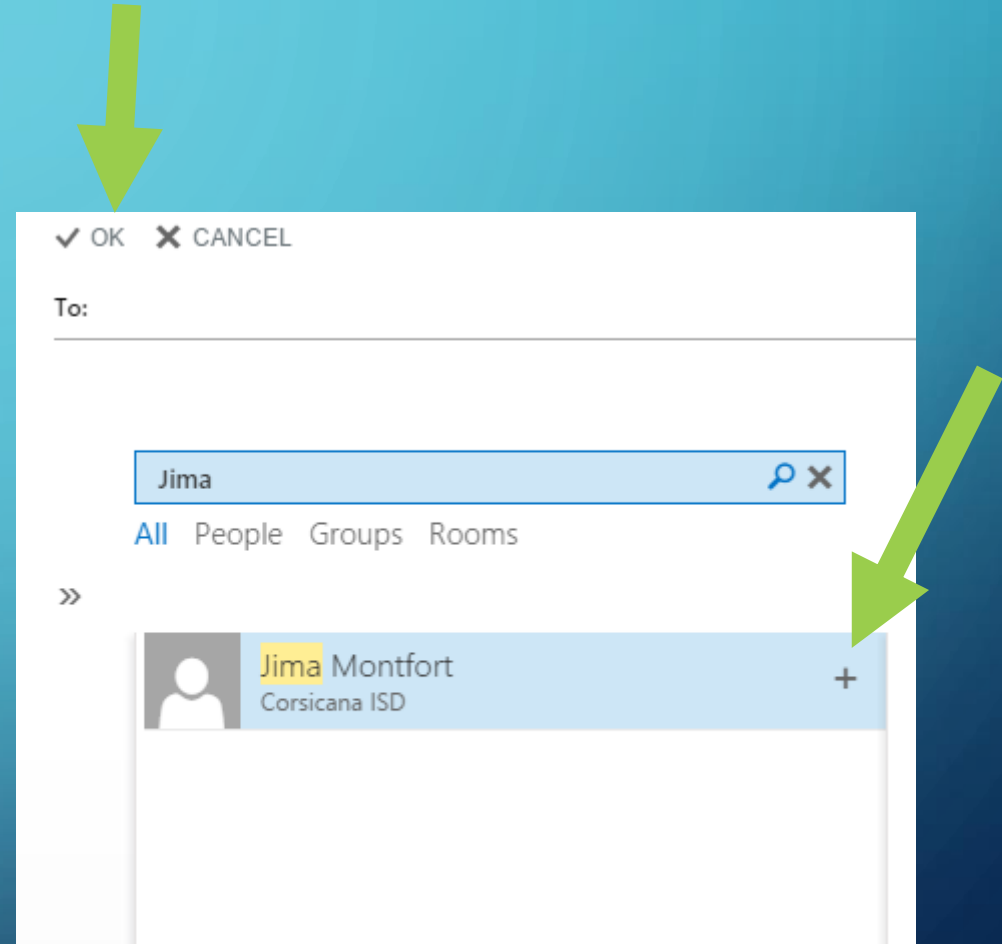 OK CANCEL
To:
Jima
All People Groups Rooms
»
Jima Montfort
Corsicana ISD